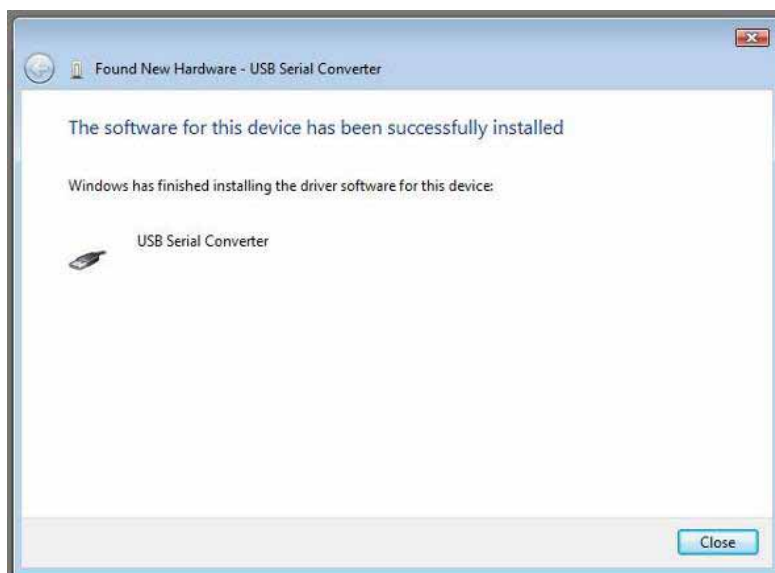 Found New Hardware - USB Serial Converter
The software for this device has been successfully installed
Windows has finished installing the driver software for this device:
USB Serial Converter
Close